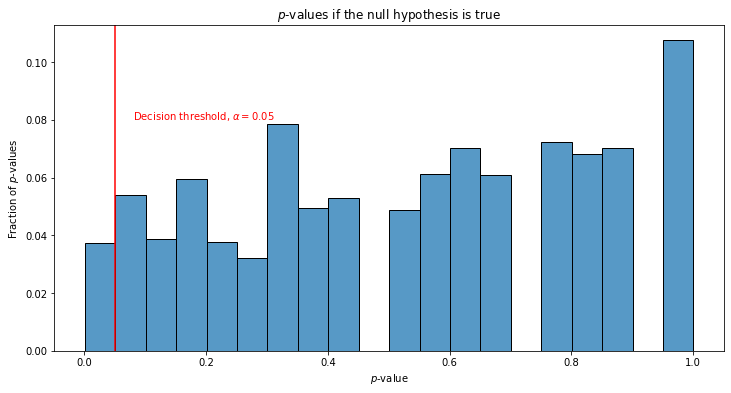 p-values if the null hypothesis is true
Decision threshold, α = 0.05
Fraction of p-values
0.10
0.08
0.06
0.04
0.02
0.00
0.0 0.2 0.4 0.6 0.8 1.0
p-value